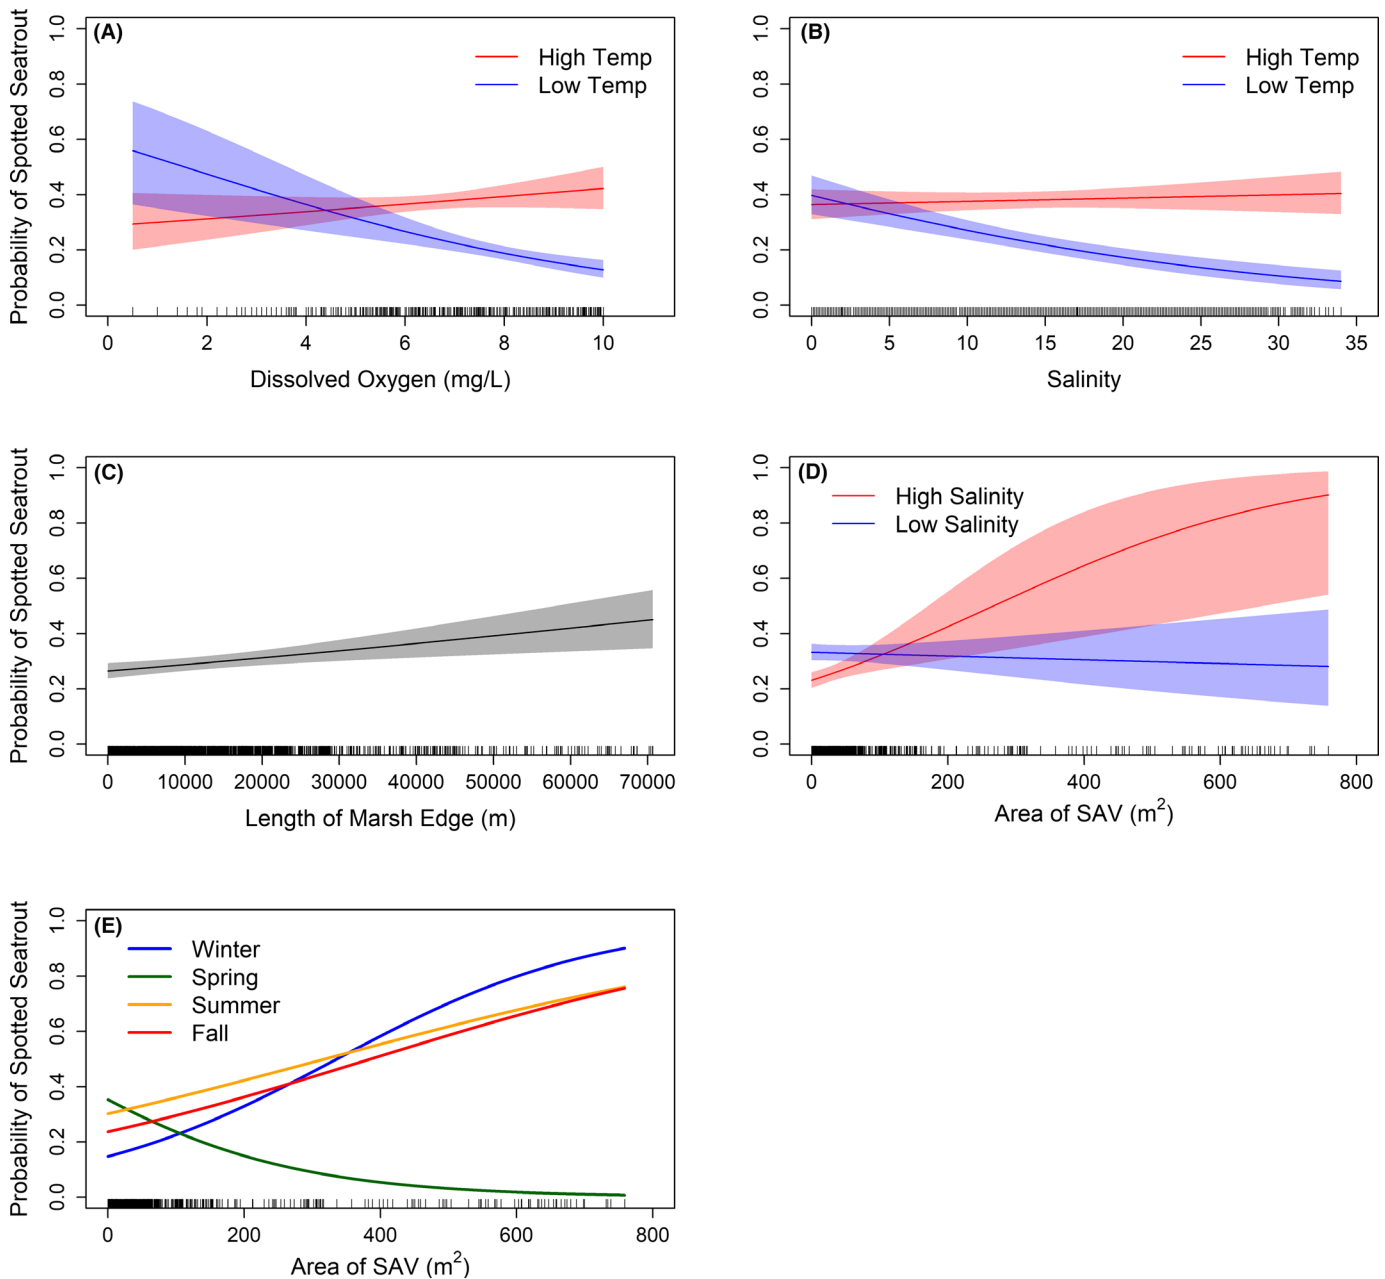 Probability of Spotted Seatrout
(A)
High Temp
Low Temp
0.0 0.2 0.4 0.6 0.8 1.0
0 2 4 6 8 10
Dissolved Oxygen (mg/L)
(B)
High Temp
Low Temp
0.0 0.2 0.4 0.6 0.8 1.0
0 5 10 15 20 25 30 35
Salinity
Probability of Spotted Seatrout
(C)
0.0 0.2 0.4 0.6 0.8 1.0
0 10000 20000 30000 40000 50000 60000 70000
Length of Marsh Edge (m)
(D)
High Salinity
Low Salinity
0.0 0.2 0.4 0.6 0.8 1.0
0 200 400 600 800
Area of SAV (m²)
Probability of Spotted Seatrout
(E)
Winter
Spring
Summer
Fall
0.0 0.2 0.4 0.6 0.8 1.0
0 200 400 600 800
Area of SAV (m²)